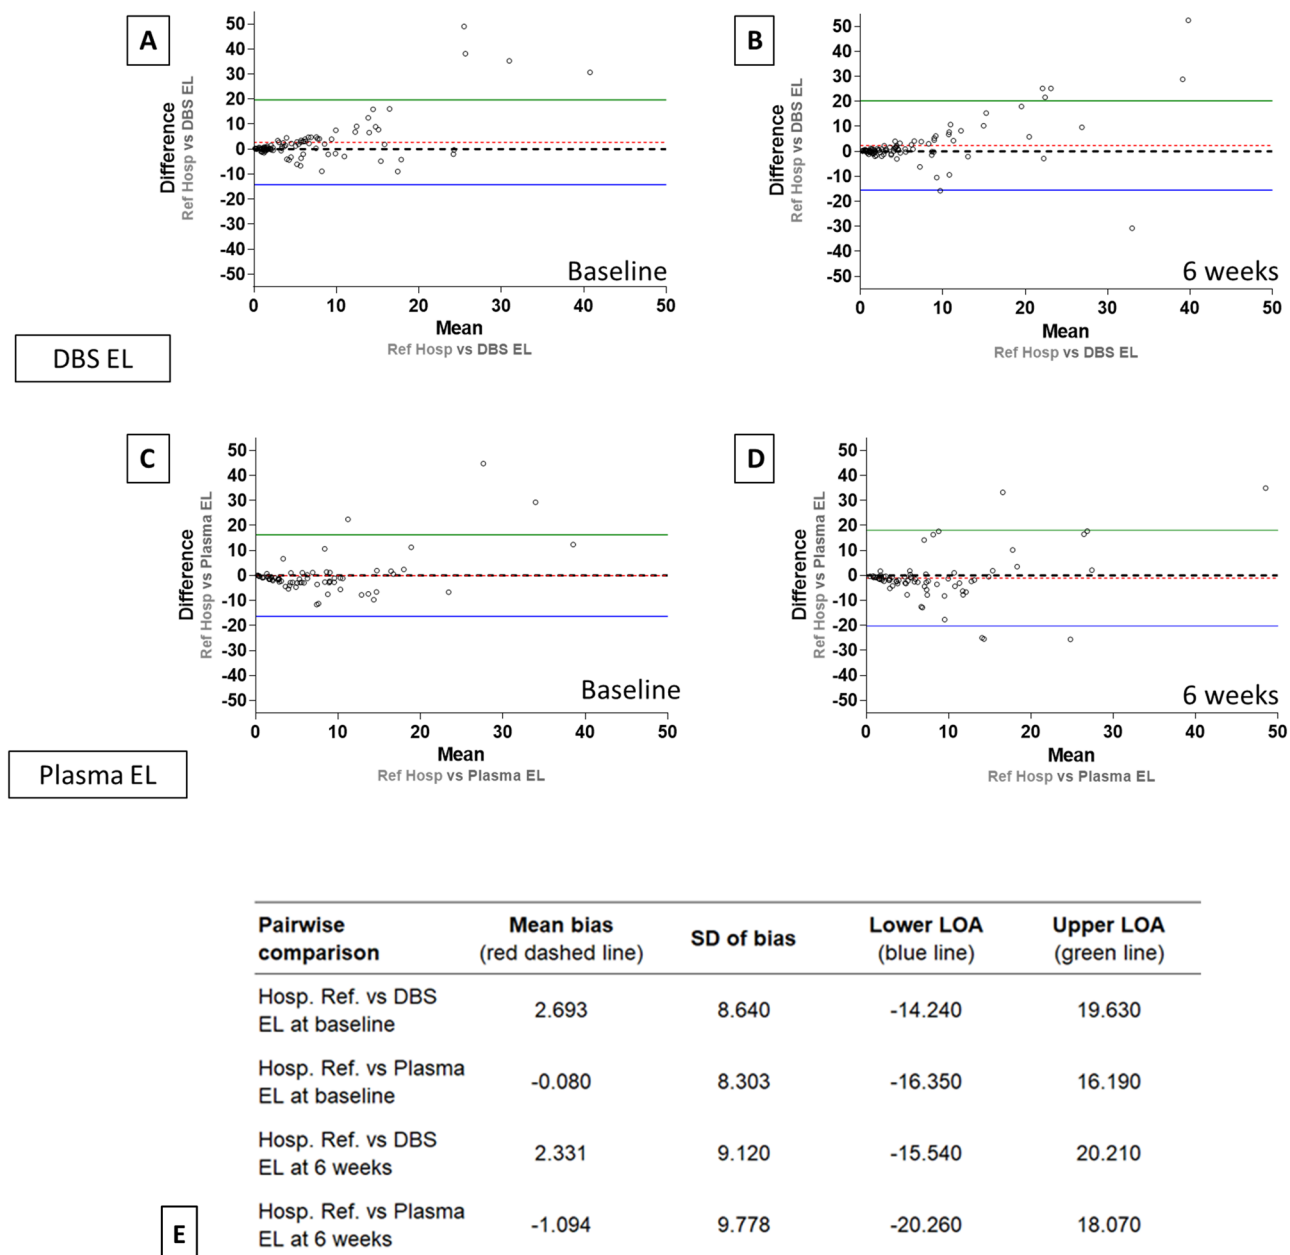 A
50
40
30
20
10
0
-10
-20
-30
-40
-50
Difference
Ref Hosp vs DBS EL
0 10 20 30 40 50
Mean
Ref Hosp vs DBS EL
Baseline
B
50
40
30
20
10
0
-10
-20
-30
-40
-50
Difference
Ref Hosp vs DBS EL
0 10 20 30 40 50
Mean
Ref Hosp vs DBS EL
6 weeks
DBS EL
C
50
40
30
20
10
0
-10
-20
-30
-40
-50
Difference
Ref Hosp vs Plasma EL
0 10 20 30 40 50
Mean
Ref Hosp vs Plasma EL
Baseline
D
50
40
30
20
10
0
-10
-20
-30
-40
-50
Difference
Ref Hosp vs Plasma EL
0 10 20 30 40 50
Mean
Ref Hosp vs Plasma EL
6 weeks
Plasma EL
Pairwise comparison
Mean bias
(red dashed line)
SD of bias
Lower LOA
(blue line)
Upper LOA
(green line)
Hosp. Ref. vs DBS
EL at baseline
2.693 8.640 -14.240 19.630
Hosp. Ref. vs Plasma
EL at baseline
-0.080 8.303 -16.350 16.190
Hosp. Ref. vs DBS
EL at 6 weeks
2.331 9.120 -15.540 20.210
Hosp. Ref. vs Plasma
EL at 6 weeks
-1.094 9.778 -20.260 18.070
E